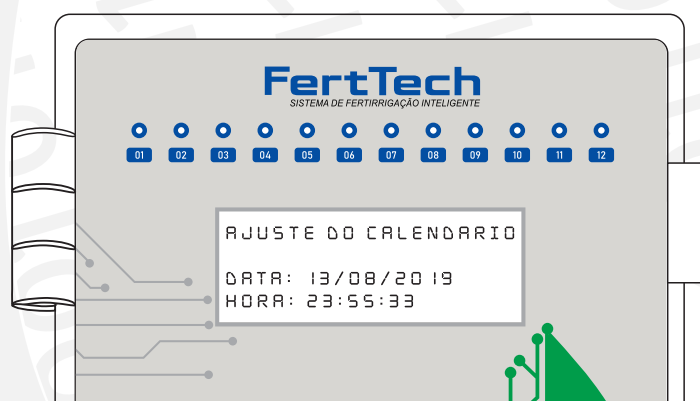 FertTech
SISTEMA DE FERTIRRIGAÇÃO INTELIGENTE
01 02 03 04 05 06 07 08 09 10 11 12
AJUSTE DO CALENDARIO
DATA: 13/08/2019
HORA: 23:55:33